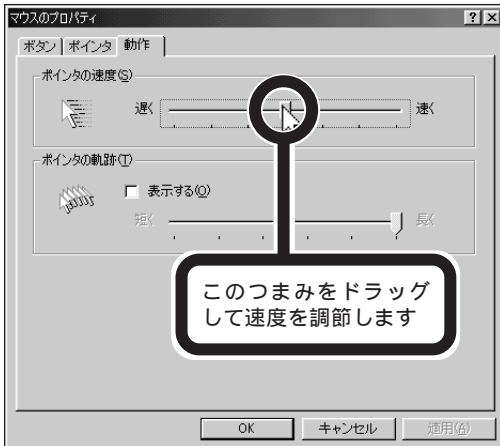 マウスのプロパティ
ボタン ポインタ 動作
ポインタの速度(S)
遅く 速く
ポインタの軌跡(T)
表示する(O)
短く 長く
このつまみをドラッグ
して速度を調節します
OK キャンセル 適用(A)